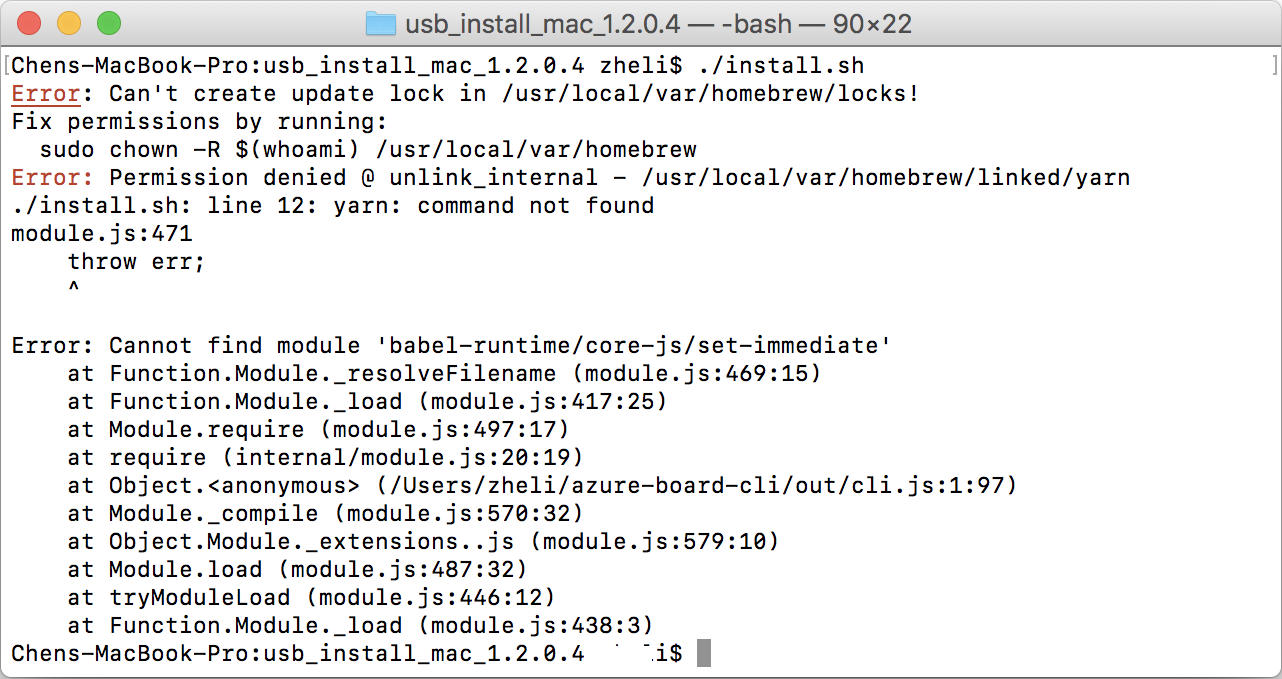 usb_install_mac_1.2.0.4 — -bash — 90×22
[Chens-MacBook-Pro:usb_install_mac_1.2.0.4 zheli$ ./install.sh ]
Error: Can't create update lock in /usr/local/var/homebrew/locks!
Fix permissions by running:
  sudo chown -R $(whoami) /usr/local/var/homebrew
Error: Permission denied @ unlink_internal - /usr/local/var/homebrew/linked/yarn
./install.sh: line 12: yarn: command not found
module.js:471
    throw err;
    ^
Error: Cannot find module 'babel-runtime/core-js/set-immediate'
    at Function.Module._resolveFilename (module.js:469:15)
    at Function.Module._load (module.js:417:25)
    at Module.require (module.js:497:17)
    at require (internal/module.js:20:19)
    at Object.<anonymous> (/Users/zheli/azure-board-cli/out/cli.js:1:97)
    at Module._compile (module.js:570:32)
    at Object.Module._extensions..js (module.js:579:10)
    at Module.load (module.js:487:32)
    at tryModuleLoad (module.js:446:12)
    at Function.Module._load (module.js:438:3)
Chens-MacBook-Pro:usb_install_mac_1.2.0.4 i$